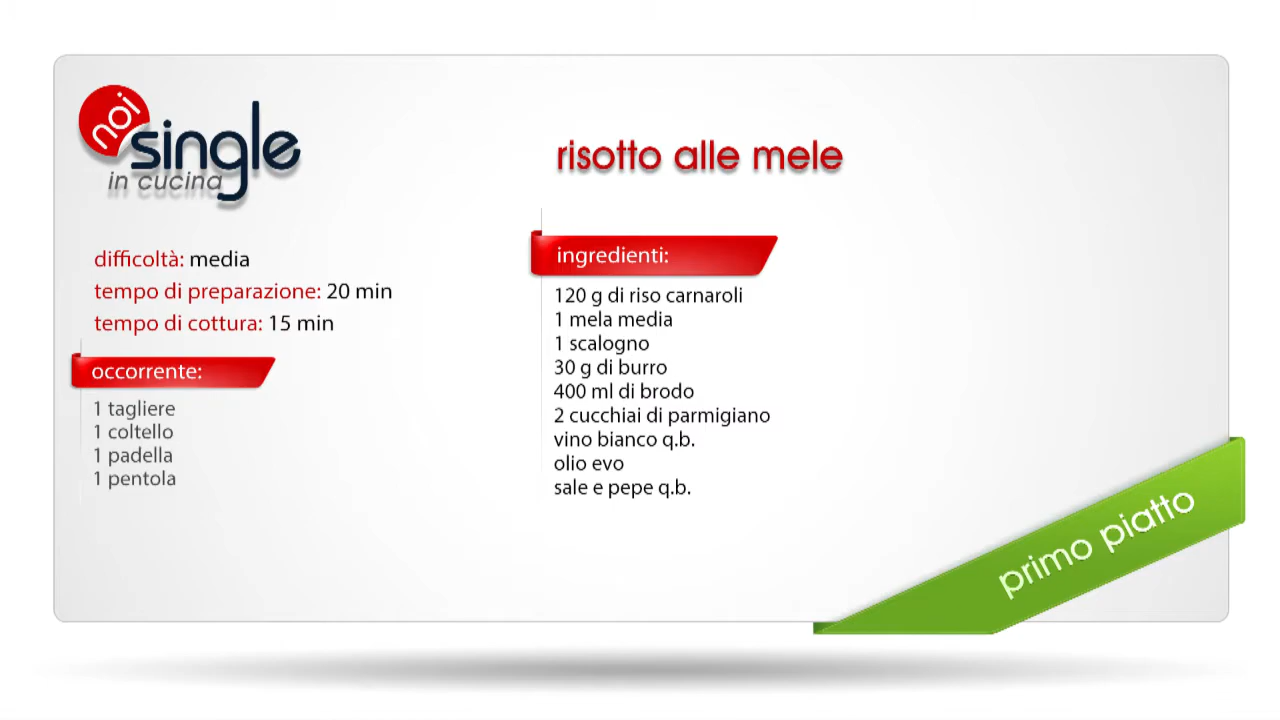 noi
single
in cucina
risotto alle mele
difficoltà: media
tempo di preparazione: 20 min
tempo di cottura: 15 min
occorrente:
1 tagliere
1 coltello
1 padella
1 pentola
ingredienti:
120 g di riso carnaroli
1 mela media
1 scalogno
30 g di burro
400 ml di brodo
2 cucchiai di parmigiano
vino bianco q.b.
olio evo
sale e pepe q.b.
primo piatto